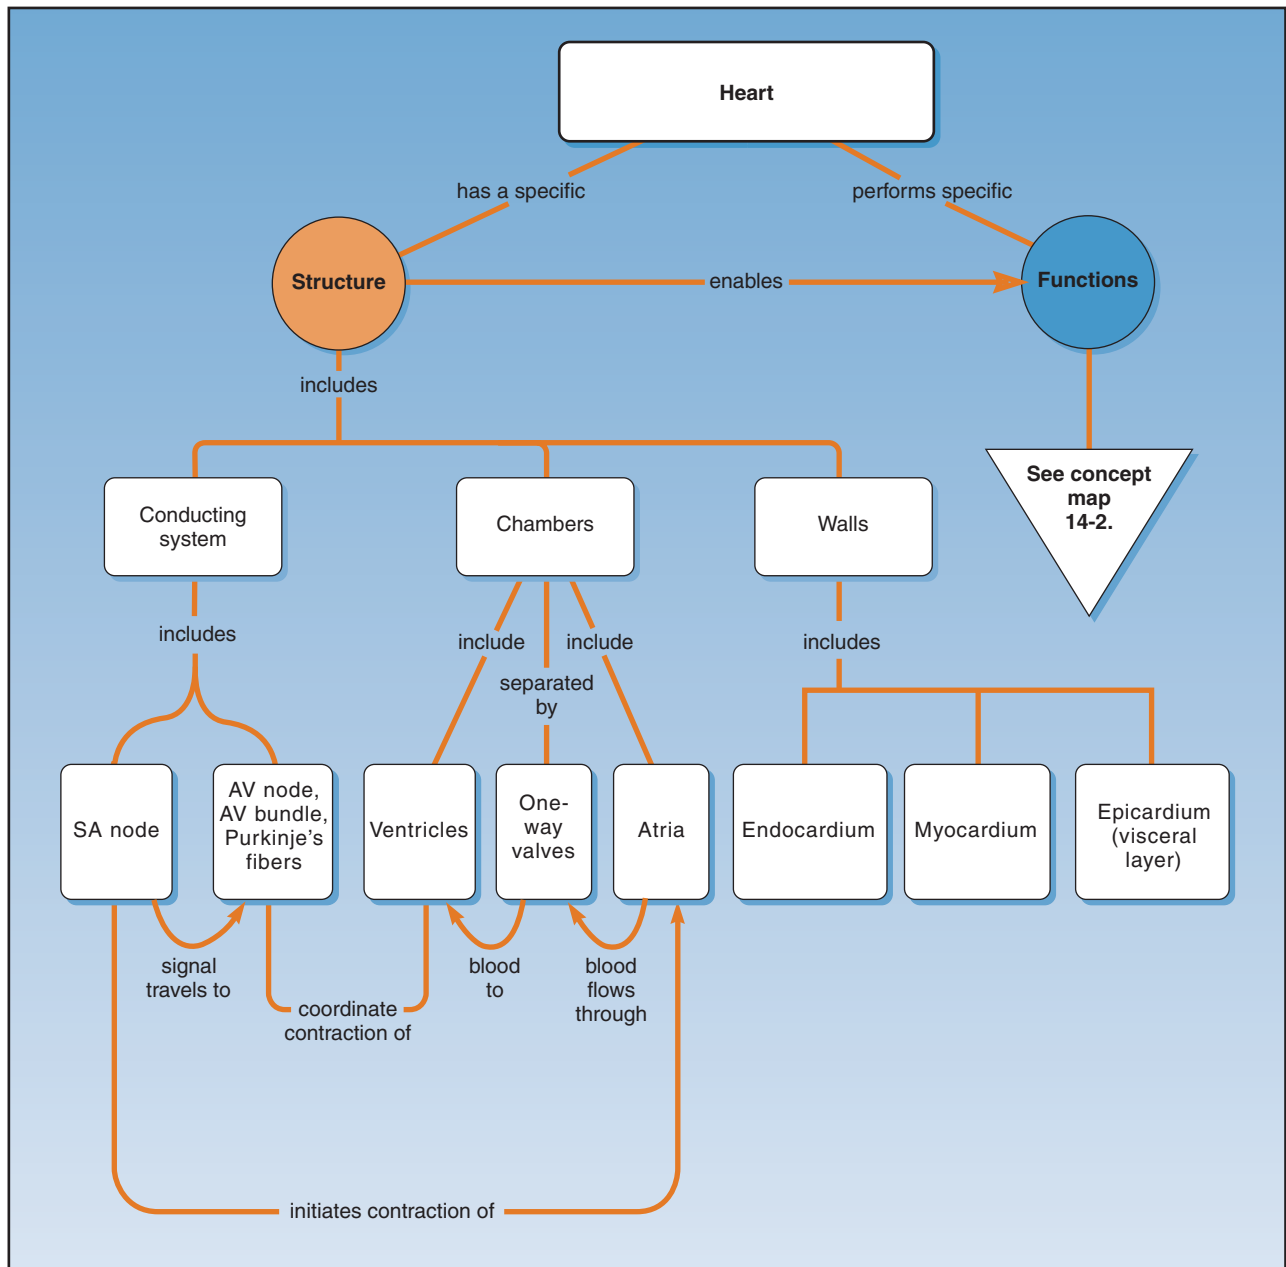 Heart
has a specific
performs specific
Structure
enables
Functions
includes
See concept
map
14-2.
Conducting
system
Chambers
Walls
includes
include
include
includes
separated
by
SA node
AV node,
AV bundle,
Purkinje's
fibers
Ventricles
One-
way
valves
Atria
Endocardium
Myocardium
Epicardium
(visceral
layer)
signal
travels to
blood
to
blood
flows
through
coordinate
contraction of
initiates contraction of